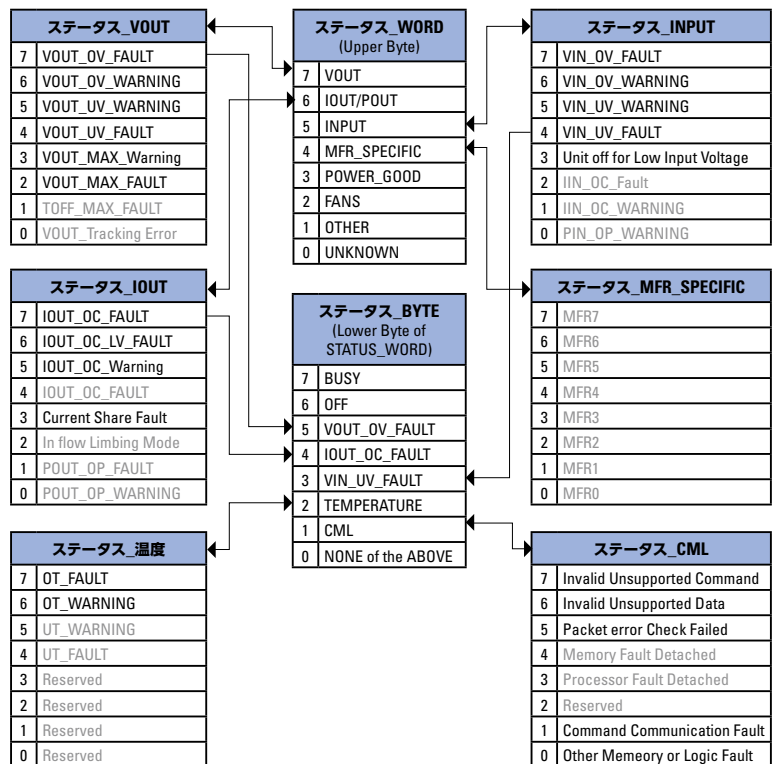 ステータス_VOUT
7 VOUT_OV_FAULT
6 VOUT_OV_WARNING
5 VOUT_UV_WARNING
4 VOUT_UV_FAULT
3 VOUT_MAX_Warning
2 VOUT_MAX_FAULT
1 TOFF_MAX_FAULT
0 VOUT_Tracking Error
ステータス_IOUT
7 IOUT_OC_FAULT
6 IOUT_OC_LV_FAULT
5 IOUT_OC_Warning
4 IOUT_OC_FAULT
3 Current Share Fault
2 In flow Limbing Mode
1 POUT_OP_FAULT
0 POUT_OP_WARNING
ステータス_温度
7 OT_FAULT
6 OT_WARNING
5 UT_WARNING
4 UT_FAULT
3 Reserved
2 Reserved
1 Reserved
0 Reserved
ステータス_WORD
(Upper Byte)
7 VOUT
6 IOUT/POUT
5 INPUT
4 MFR_SPECIFIC
3 POWER_GOOD
2 FANS
1 OTHER
0 UNKNOWN
ステータス_BYTE
(Lower Byte of
STATUS_WORD)
7 BUSY
6 OFF
5 VOUT_OV_FAULT
4 IOUT_OC_FAULT
3 VIN_UV_FAULT
2 TEMPERATURE
1 CML
0 NONE of the ABOVE
ステータス_INPUT
7 VIN_OV_FAULT
6 VIN_OV_WARNING
5 VIN_UV_WARNING
4 VIN_UV_FAULT
3 Unit off for Low Input Voltage
2 IIN_OC_Fault
1 IIN_OC_WARNING
0 PIN_OP_WARNING
ステータス_MFR_SPECIFIC
7 MFR7
6 MFR6
5 MFR5
4 MFR4
3 MFR3
2 MFR2
1 MFR1
0 MFR0
ステータス_CML
7 Invalid Unsupported Command
6 Invalid Unsupported Data
5 Packet error Check Failed
4 Memory Fault Detached
3 Processor Fault Detached
2 Reserved
1 Command Communication Fault
0 Other Memeory or Logic Fault